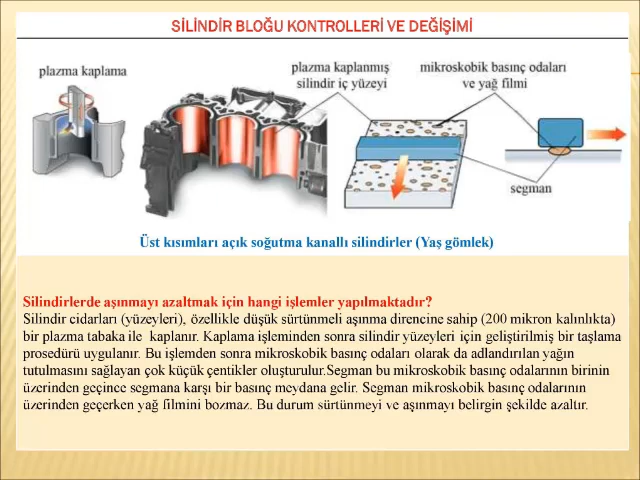 SİLİNDİR BLOĞU KONTROLLERİ VE DEĞİŞİMİ
plazma kaplama
plazma kaplanmış
silindir iç yüzeyi
mikroskobik basınç odaları
ve yağ filmi
segman
Üst kısımları açık soğutma kanallı silindirler (Yaş gömlek)
Silindirlerde aşınmayı azaltmak için hangi işlemler yapılmaktadır?
Silindir cidarları (yüzeyleri), özellikle düşük sürtünmeli aşınma direncine sahip (200 mikron kalınlıkta)
bir plazma tabaka ile kaplanır. Kaplama işleminden sonra silindir yüzeyleri için geliştirilmiş bir taşlama
prosedürü uygulanır. Bu işlemden sonra mikroskobik basınç odaları olarak da adlandırılan yağın
tutulmasını sağlayan çok küçük çentikler oluşturulur.Segman bu mikroskobik basınç odalarının birinin
üzerinden geçince segmana karşı bir basınç meydana gelir. Segman mikroskobik basınç odalarının
üzerinden geçerken yağ filmini bozmaz. Bu durum sürtünmeyi ve aşınmayı belirgin şekilde azaltır.